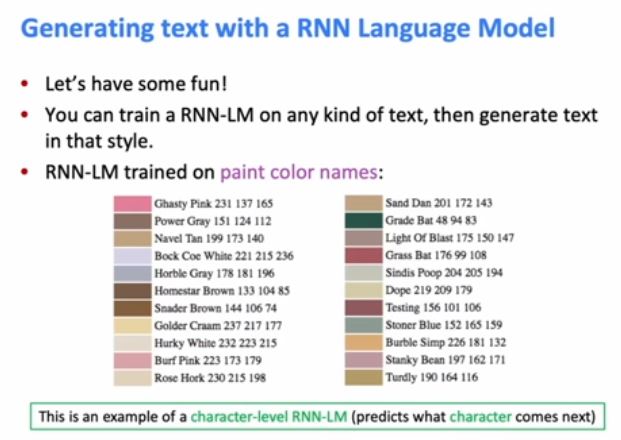 Generating text with a RNN Language Model
• Let's have some fun!
• You can train a RNN-LM on any kind of text, then generate text
in that style.
• RNN-LM trained on paint color names:
Ghasty Pink 231 137 165
Power Gray 151 124 112
Navel Tan 199 173 140
Bock Coe White 221 215 236
Horble Gray 178 181 196
Homestar Brown 133 104 85
Snader Brown 144 106 74
Golder Craam 237 217 177
Hurky White 232 223 215
Burf Pink 223 173 179
Rose Hork 230 215 198
Sand Dan 201 172 143
Grade Bat 48 94 83
Light Of Blast 175 150 147
Grass Bat 176 99 108
Sindis Poop 204 205 194
Dope 219 209 179
Testing 156 101 106
Stoner Blue 152 165 159
Burble Simp 226 181 132
Stanky Bean 197 162 171
Turdly 190 164 116
This is an example of a character-level RNN-LM (predicts what character comes next)